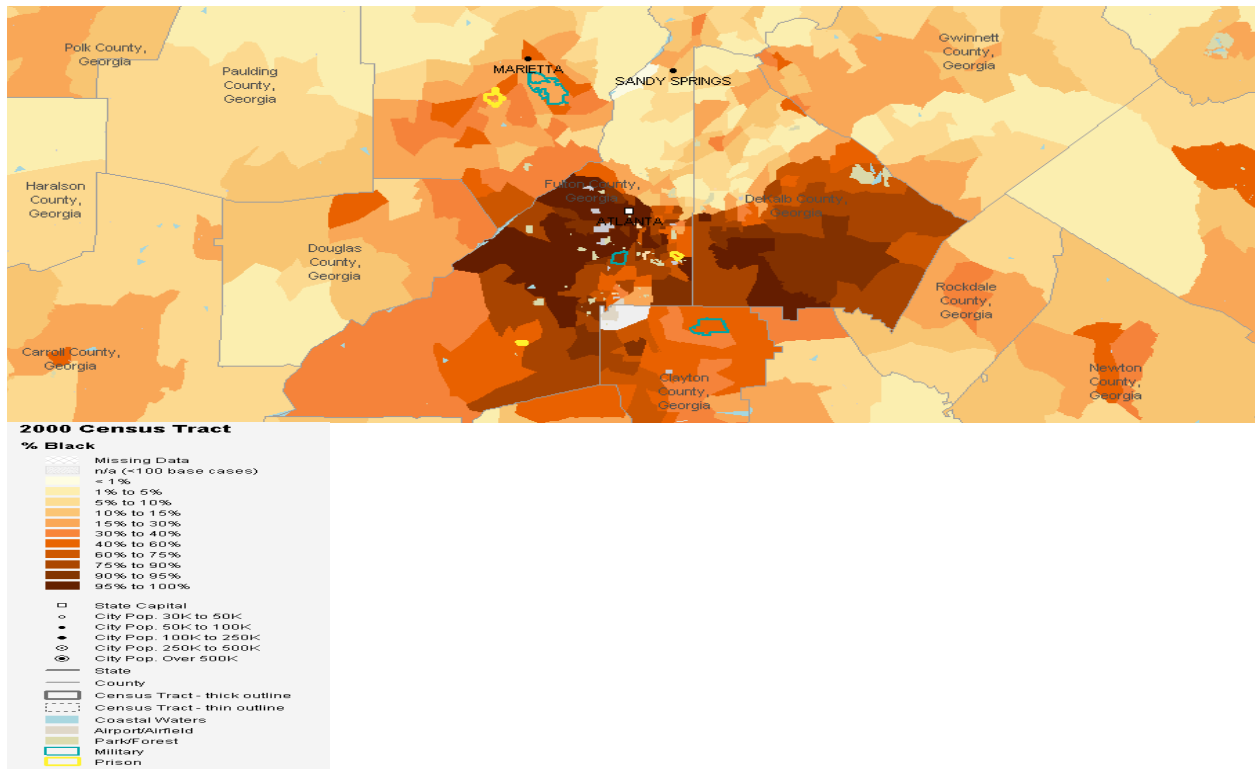 Polk County,
Georgia
Paulding
County,
Georgia
MARIETTA
SANDY SPRINGS
Gwinnett
County,
Georgia
Haralson
County,
Georgia
Fulton County,
Georgia
ATLANTA
DeKalb County,
Georgia
Douglas
County,
Georgia
Rockdale
County,
Georgia
Carroll County,
Georgia
Clayton
County,
Georgia
Newton
County,
Georgia
2000 Census Tract
% Black
Missing Data
n/a (<100 base cases)
< 1%
1% to 5%
5% to 10%
10% to 15%
15% to 30%
30% to 40%
40% to 60%
60% to 75%
75% to 90%
90% to 95%
95% to 100%
State Capital
City Pop. 30K to 50K
City Pop. 50K to 100K
City Pop. 100K to 250K
City Pop. 250K to 500K
City Pop. Over 500K
State
County
Census Tract - thick outline
Census Tract - thin outline
Coastal Waters
Airport/Airfield
Park/Forest
Military
Prison